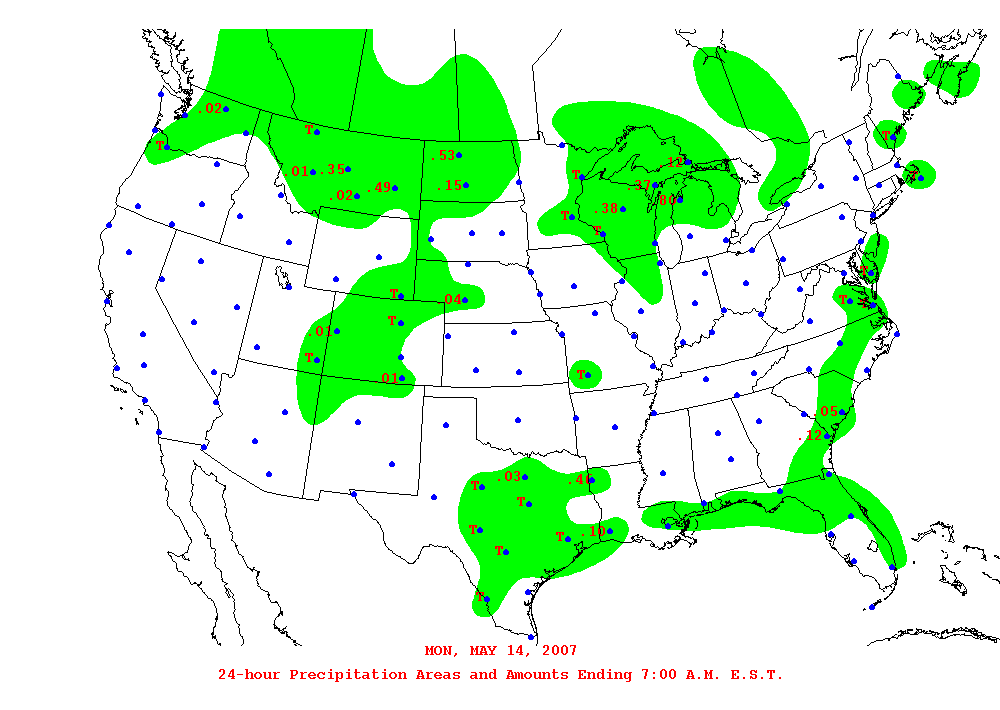 .02
T
T
.01 .35
.02
.49
.53
.15
T
.12
.37
.80
T
.38
T
T
T
T
T
T
.04
T
.01
T
.01
T
.05
.12
.03
T
T
T
T
T
.10
T
MON, MAY 14, 2007
24-hour Precipitation Areas and Amounts Ending 7:00 A.M. E.S.T.